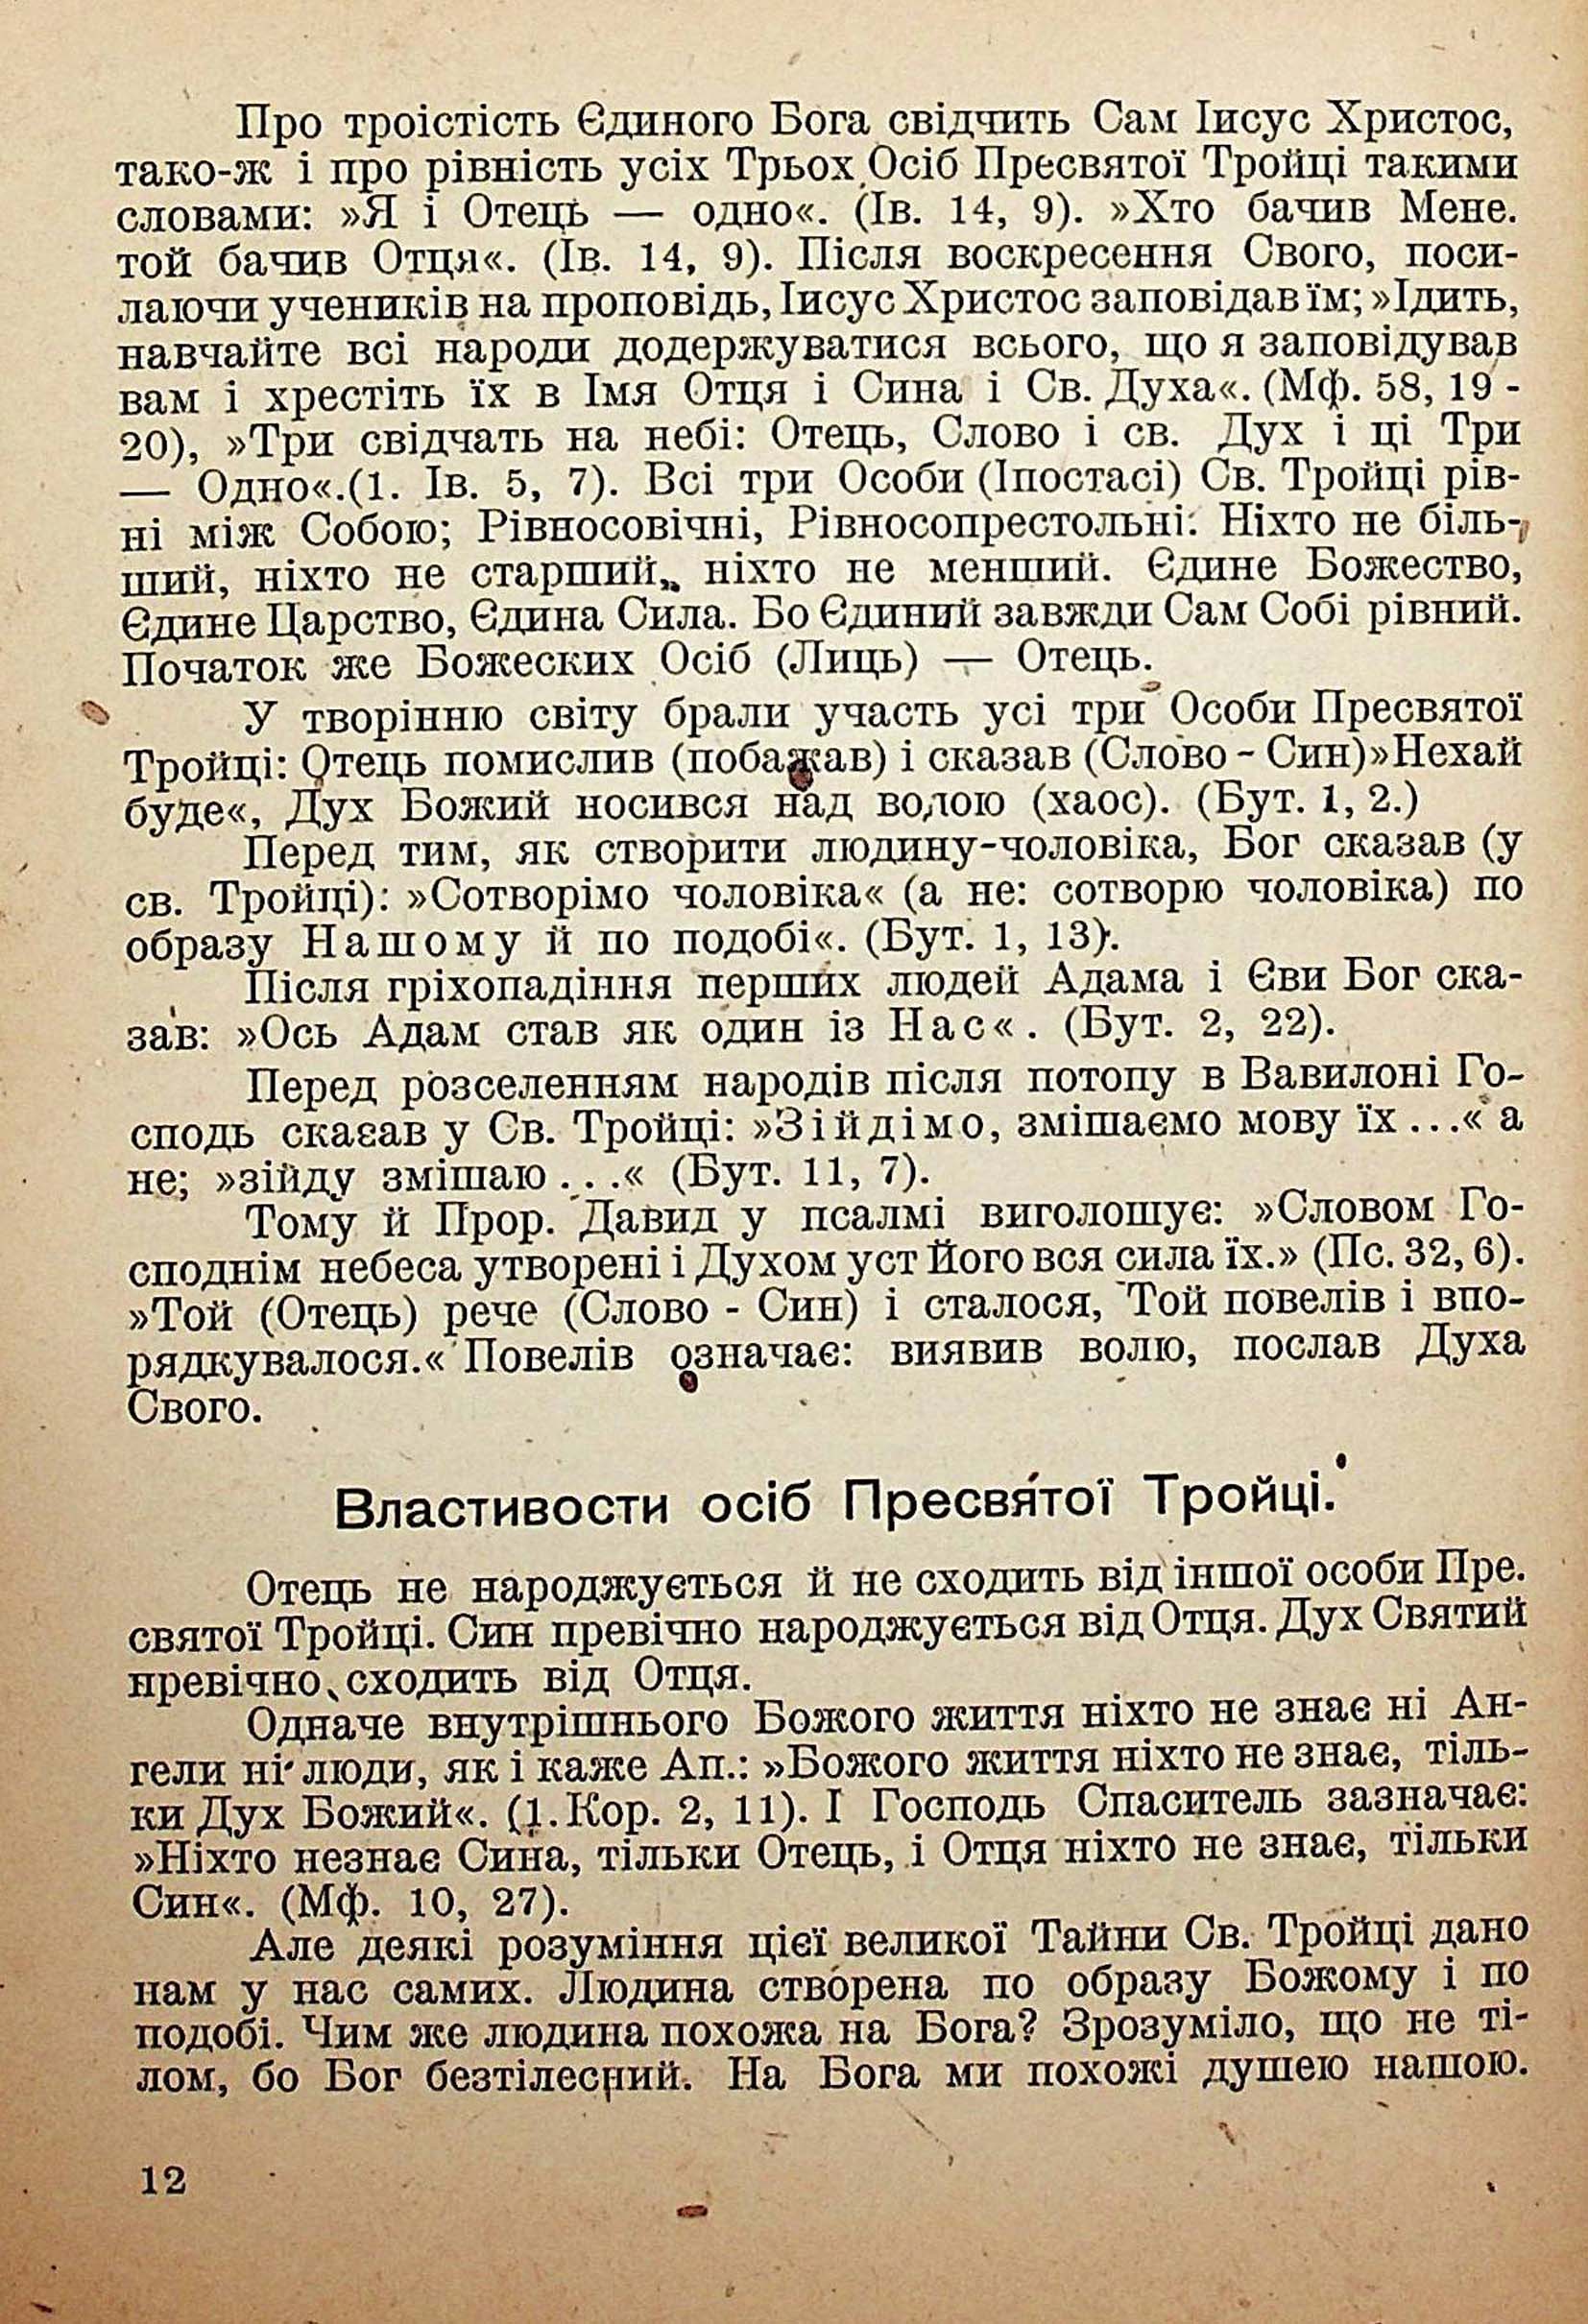 Про троїстість Єдиного Бога свідчить Сам Іисус Христос,
тако-ж і про рівність усіх Трьох Осіб Пресвятої Тройці такими
словами: »Я і Отець — одно«. (Ів. 14, 9). »Хто бачив Мене.
той бачив Отця«. (Ів. 14, 9). Після воскресення Свого, поси-
лаючи учеників на проповідь, Іисус Христос заповідав їм; »Ідить,
навчайте всі народи додержуватися всього, що я заповідував
вам і хрестіть їх в Імя Отця і Сина і Св. Духа«. (Мф. 58, 19 -
20), »Три свідчать на небі: Отець, Слово і св. Дух і ці Три
— Одно«.(1. Ів. 5, 7). Всі три Особи (Іпостасі) Св. Тройці рів-
ні між Собою; Рівносовічні, Рівносопрестольні. Ніхто не біль-
ший, ніхто не старший„ ніхто не менший. Єдине Божество,
Єдине Царство, Єдина Сила. Бо Єдиний завжди Сам Собі рівний.
Початок же Божеских Осіб (Лиць) — Отець.
У творінню світу брали участь усі три Особи Пресвятої
Тройці: Отець помислив (побажав) і сказав (Слово - Син)»Нехай
буде«, Дух Божий носився над водою (хаос). (Бут. 1, 2.)
Перед тим, як створити людину-чоловіка, Бог сказав (у
св. Тройці): »Сотворімо чоловіка« (а не: сотворю чоловіка) по
образу Нашому й по подобі«. (Бут. 1, 13).
Після гріхопадіння перших людей Адама і Єви Бог ска-
зав: »Ось Адам став як один із Нас«. (Бут. 2, 22).
Перед розселенням народів після потопу в Вавилоні Го-
сподь сказав у Св. Тройці: »Зійдімо, змішаємо мову їх ...« а
не; »зійду змішаю ...« (Бут. 11, 7).
Тому й Прор. Давид у псалмі виголошує: »Словом Го-
споднім небеса утворені і Духом уст Його вся сила їх.» (Пс. 32, 6).
»Той (Отець) рече (Слово - Син) і сталося, Той повелів і впо-
рядкувалося.« Повелів означає: виявив волю, послав Духа
Свого.
Властивости осіб Пресвятої Тройці.
Отець не народжується й не сходить від іншої особи Пре.
святої Тройці. Син превічно народжується від Отця. Дух Святий
превічно сходить від Отця.
Одначе внутрішнього Божого життя ніхто не знає ні Ан-
гели ні люди, як і каже Ап.: »Божого життя ніхто не знає, тіль-
ки Дух Божий«. (1. Кор. 2, 11). І Господь Спаситель зазначає:
»Ніхто незнає Сина, тільки Отець, і Отця ніхто не знає, тільки
Син«. (Мф. 10, 27).
Але деякі розуміння цієї великої Тайни Св. Тройці дано
нам у нас самих. Людина створена по образу Божому і по
подобі. Чим же людина похожа на Бога? Зрозуміло, що не ті-
лом, бо Бог безтілесний. На Бога ми похожі душею нашою.
12